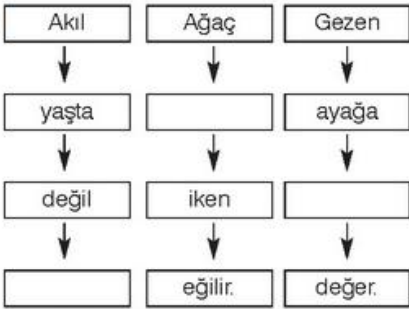 Akıl Ağaç Gezen
yaşta ayağa
değil iken
eğilir. değer.